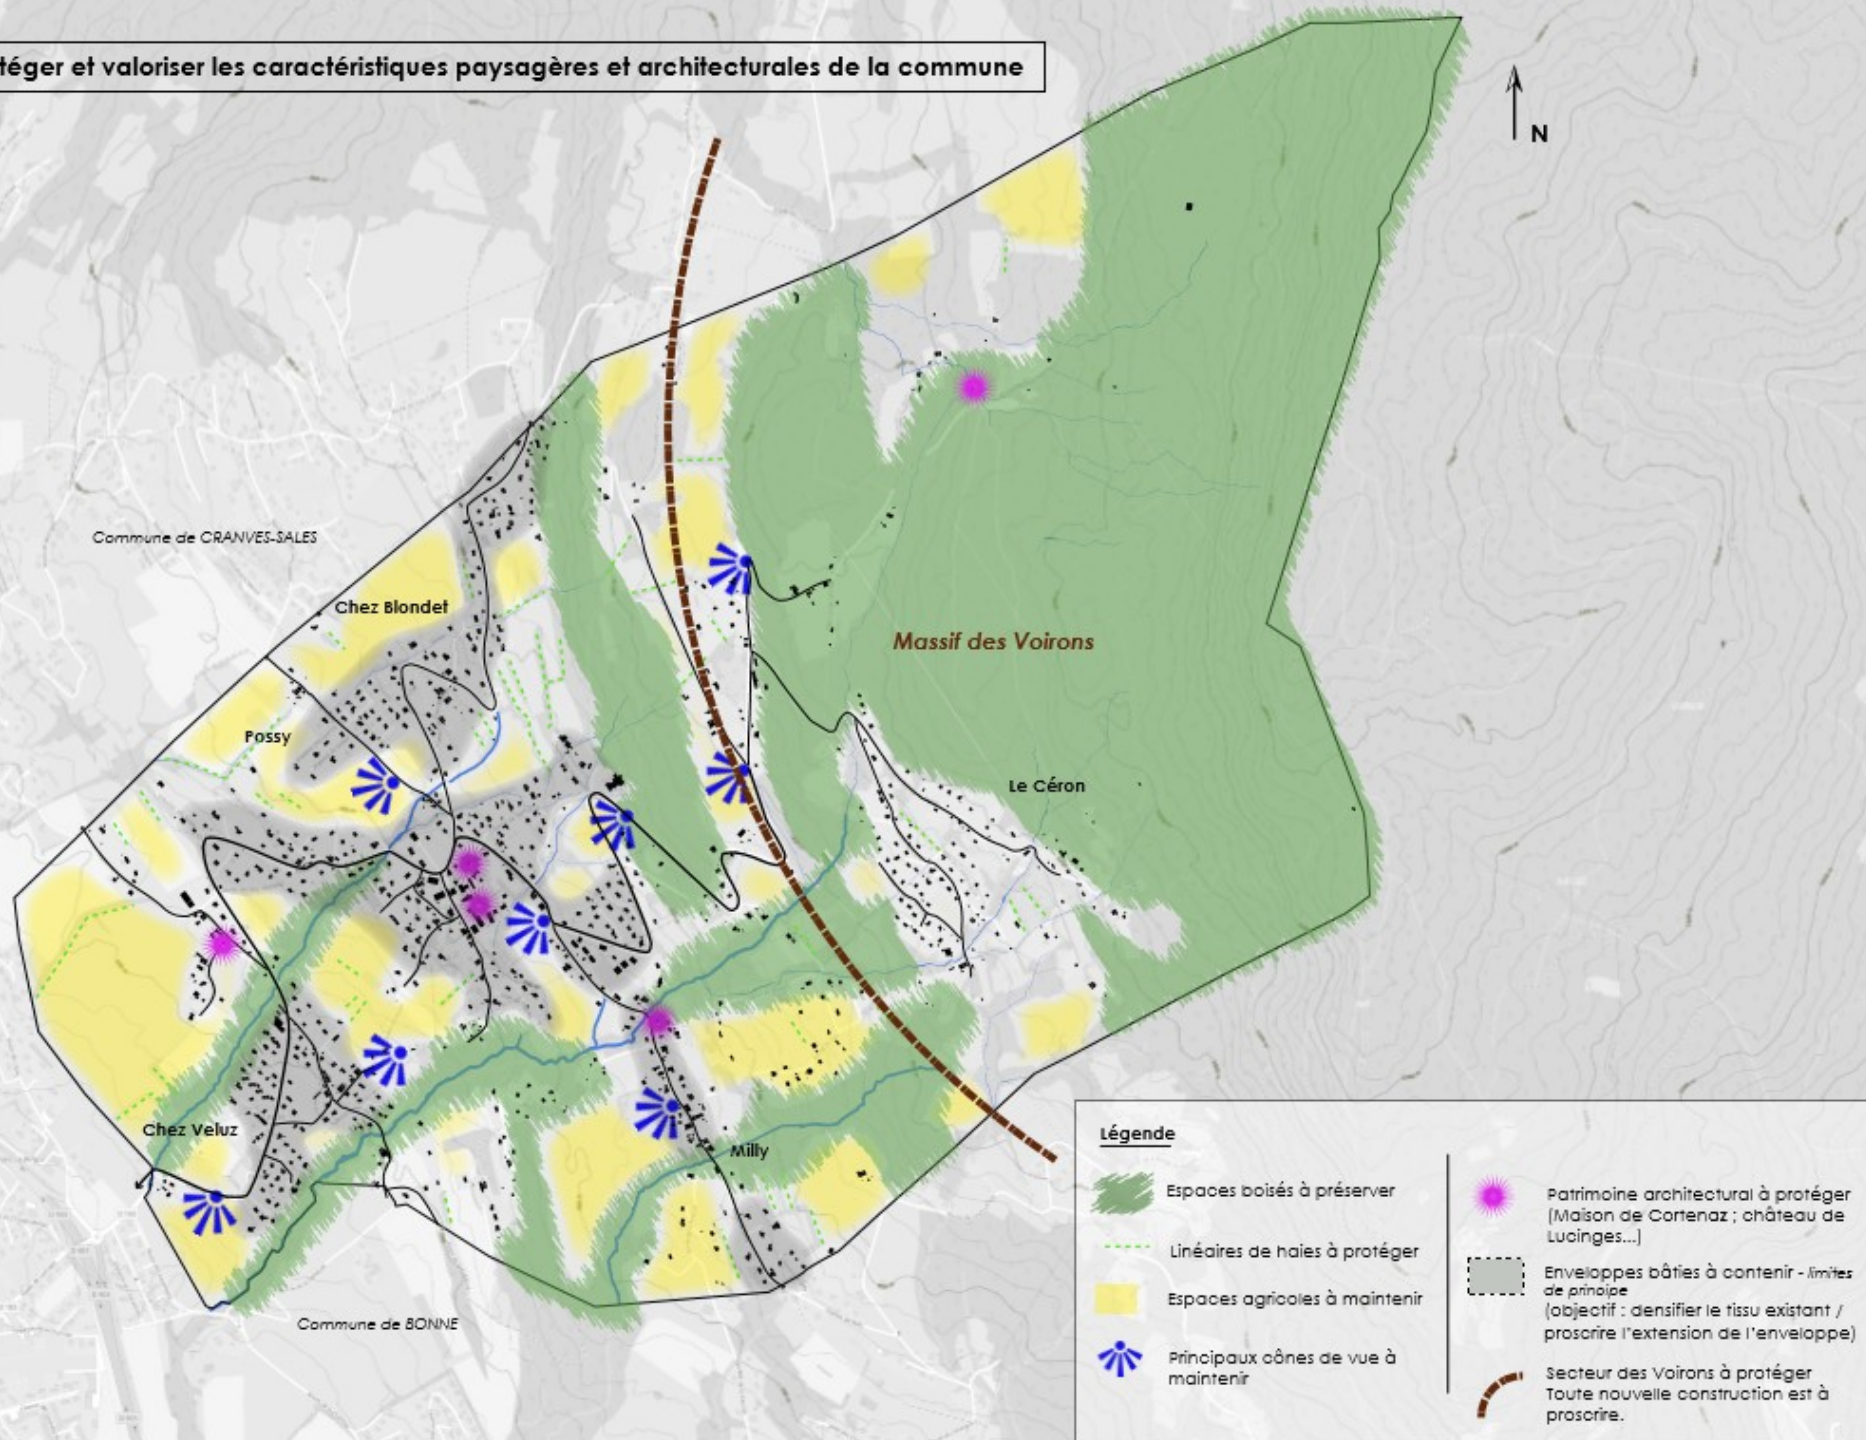 téger et valoriser les caractéristiques paysagères et architecturales de la commune
N
Commune de CRANVES-SALES
Chez Blondet
Massif des Voirons
Possy
Le Céron
Chez Veluz
Milly
Commune de BONNE
Légende
Espaces boisés à préserver
Linéaires de haies à protéger
Espaces agricoles à maintenir
Principaux cônes de vue à
maintenir
Patrimoine architectural à protéger
(Maison de Cortenaz ; château de
Lucinges...)
Enveloppes bâties à contenir - limites
de principe
(objectif : densifier le tissu existant /
proscrire l'extension de l'enveloppe)
Secteur des Voirons à protéger
Toute nouvelle construction est à
proscrire.